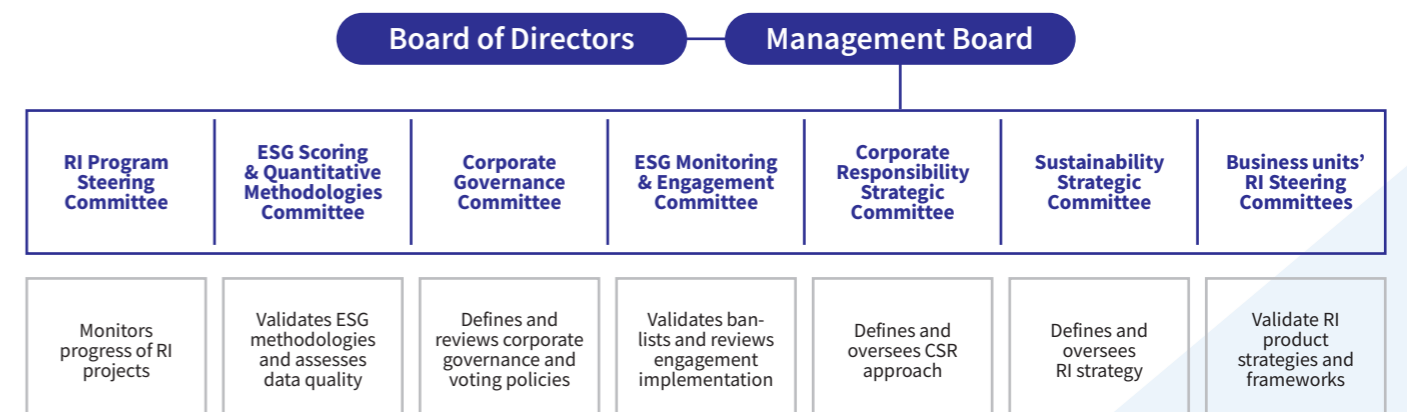 Board of Directors
Management Board
RI Program
Steering
Committee
ESG Scoring
& Quantitative
Methodologies
Committee
Corporate
Governance
Committee
ESG Monitoring
& Engagement
Committee
Corporate
Responsibility
Strategic
Committee
Sustainability
Strategic
Committee
Business units’
RI Steering
Committees
Monitors
progress of RI
projects
Validates ESG
methodologies
and assesses
data quality
Defines and
reviews corporate
governance and
voting policies
Validates ban-
lists and reviews
engagement
implementation
Defines and
oversees CSR
approach
Defines and
oversees
RI strategy
Validate RI
product
strategies and
frameworks